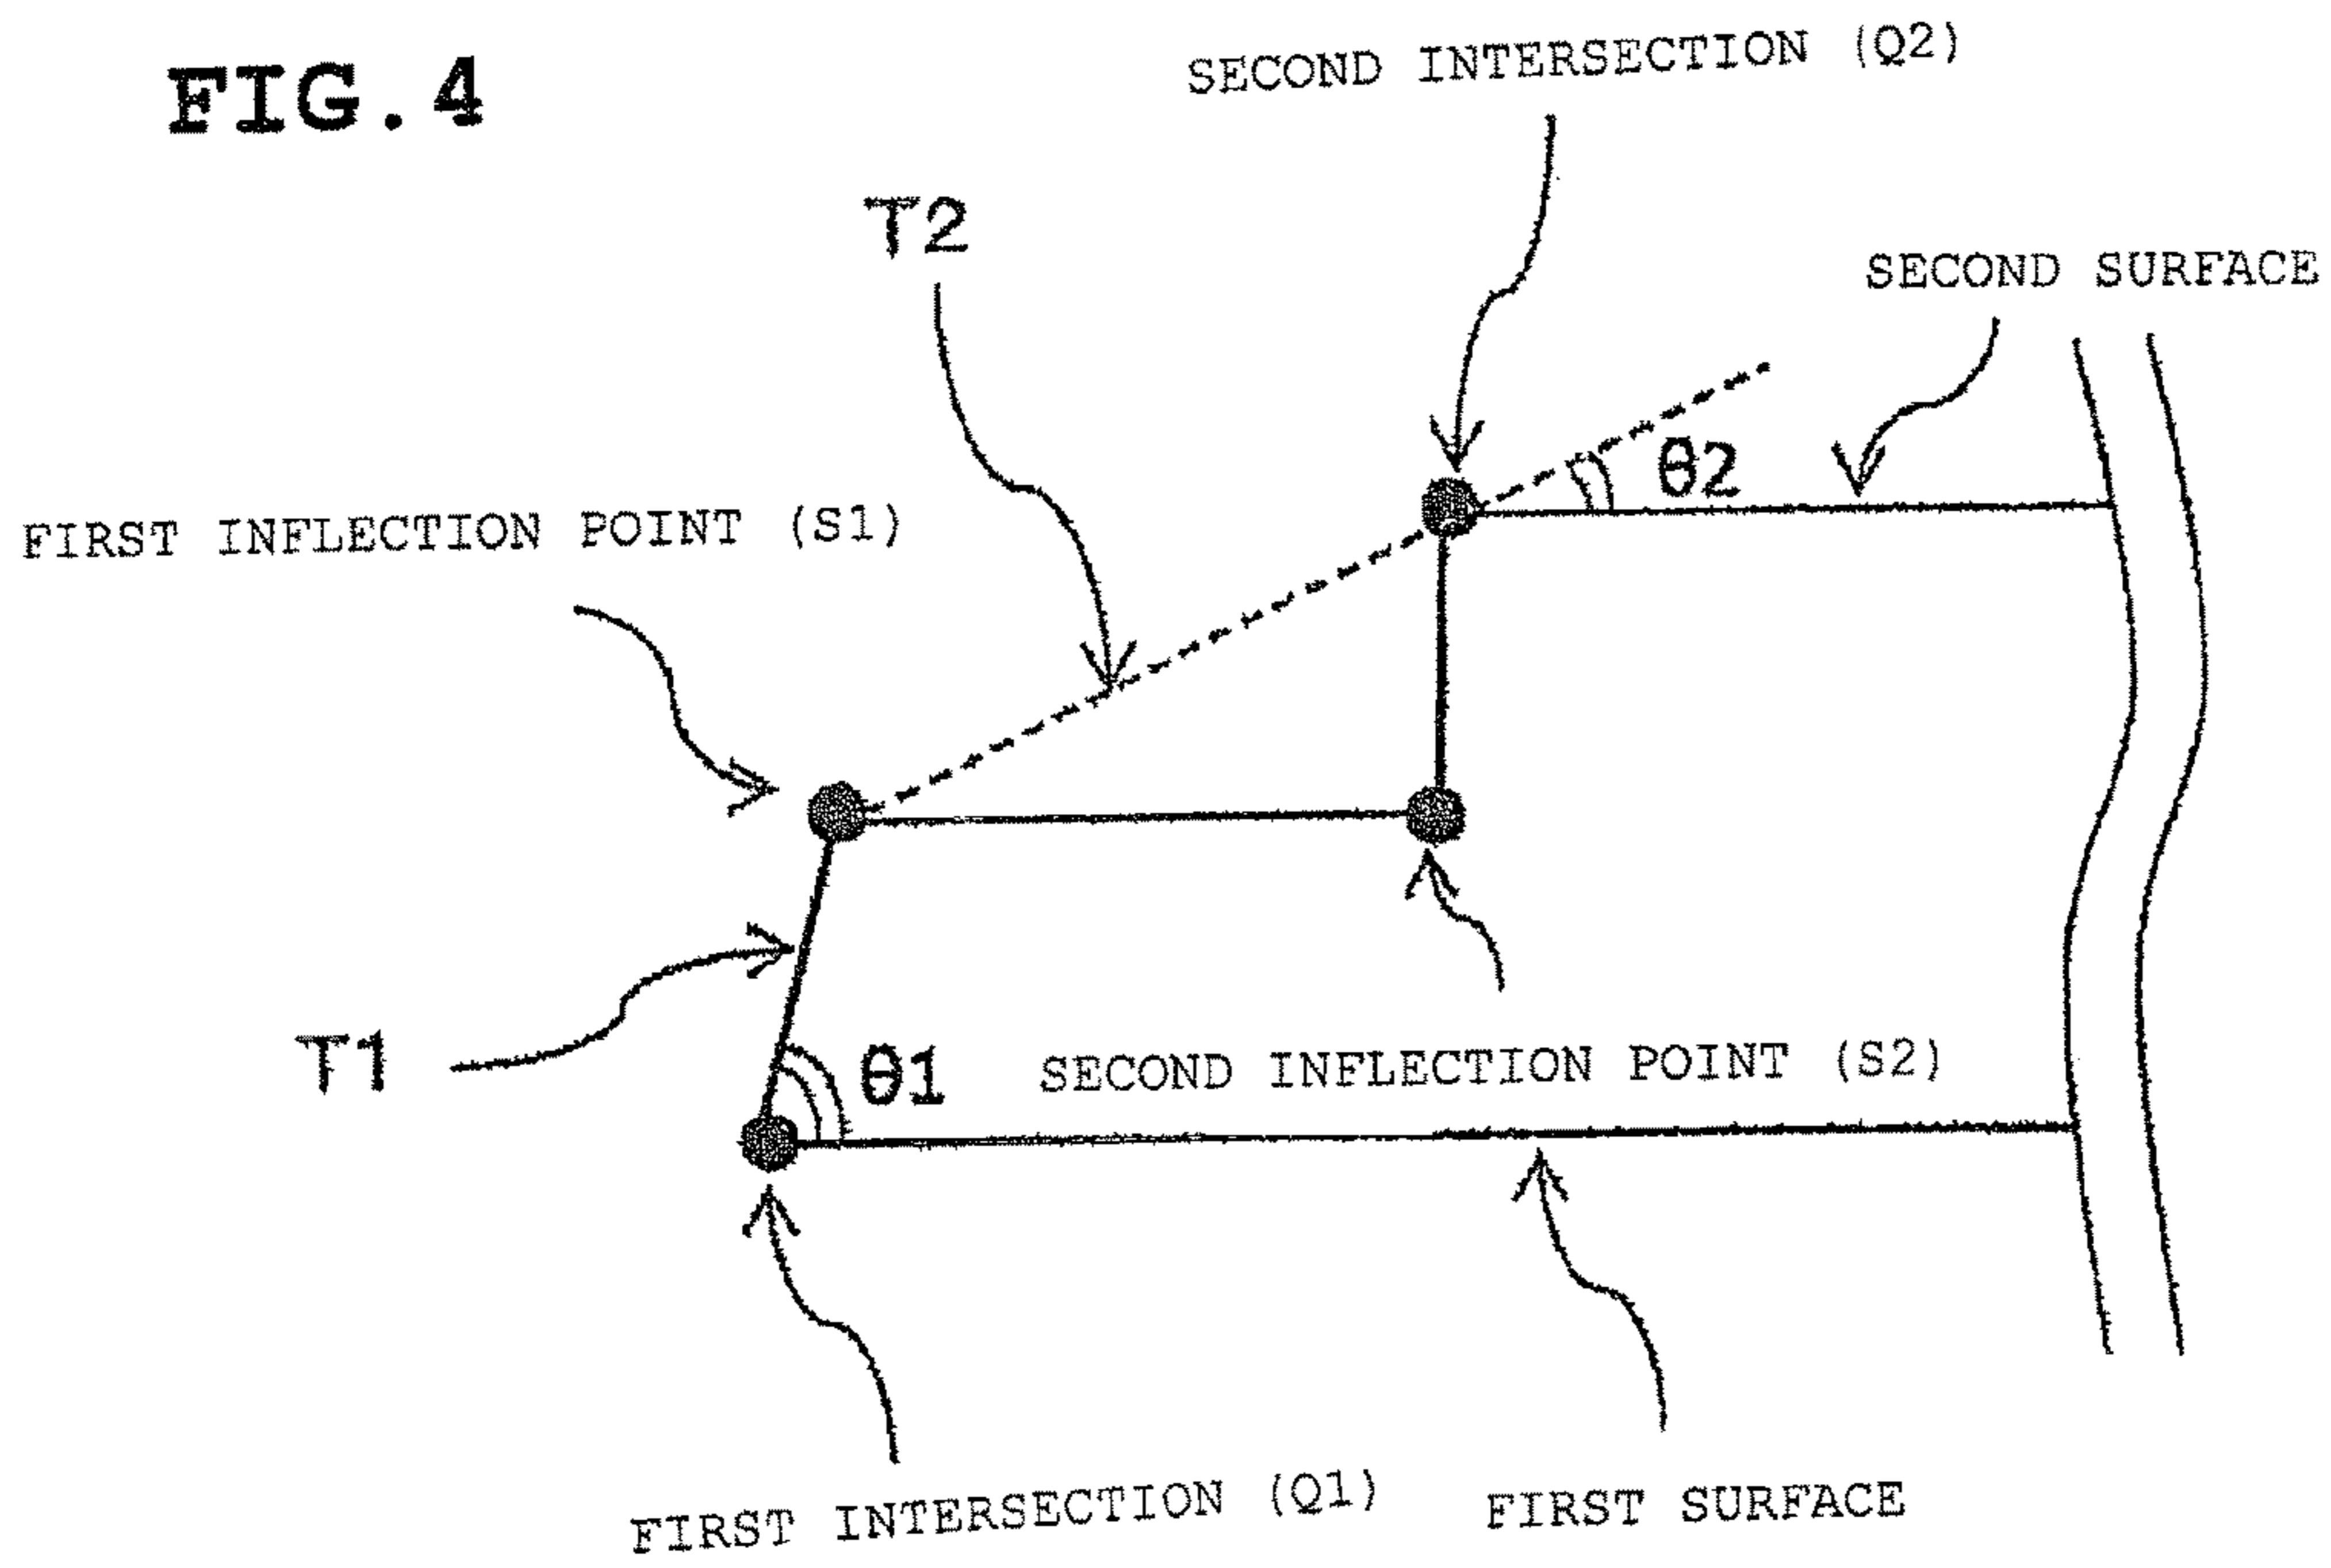 FIG.4
SECOND INTERSECTION (Q2)
T2
SECOND SURFACE
θ2
FIRST INFLECTION POINT (S1)
T1
θ1
SECOND INFLECTION POINT (S2)
FIRST INTERSECTION (Q1)
FIRST SURFACE